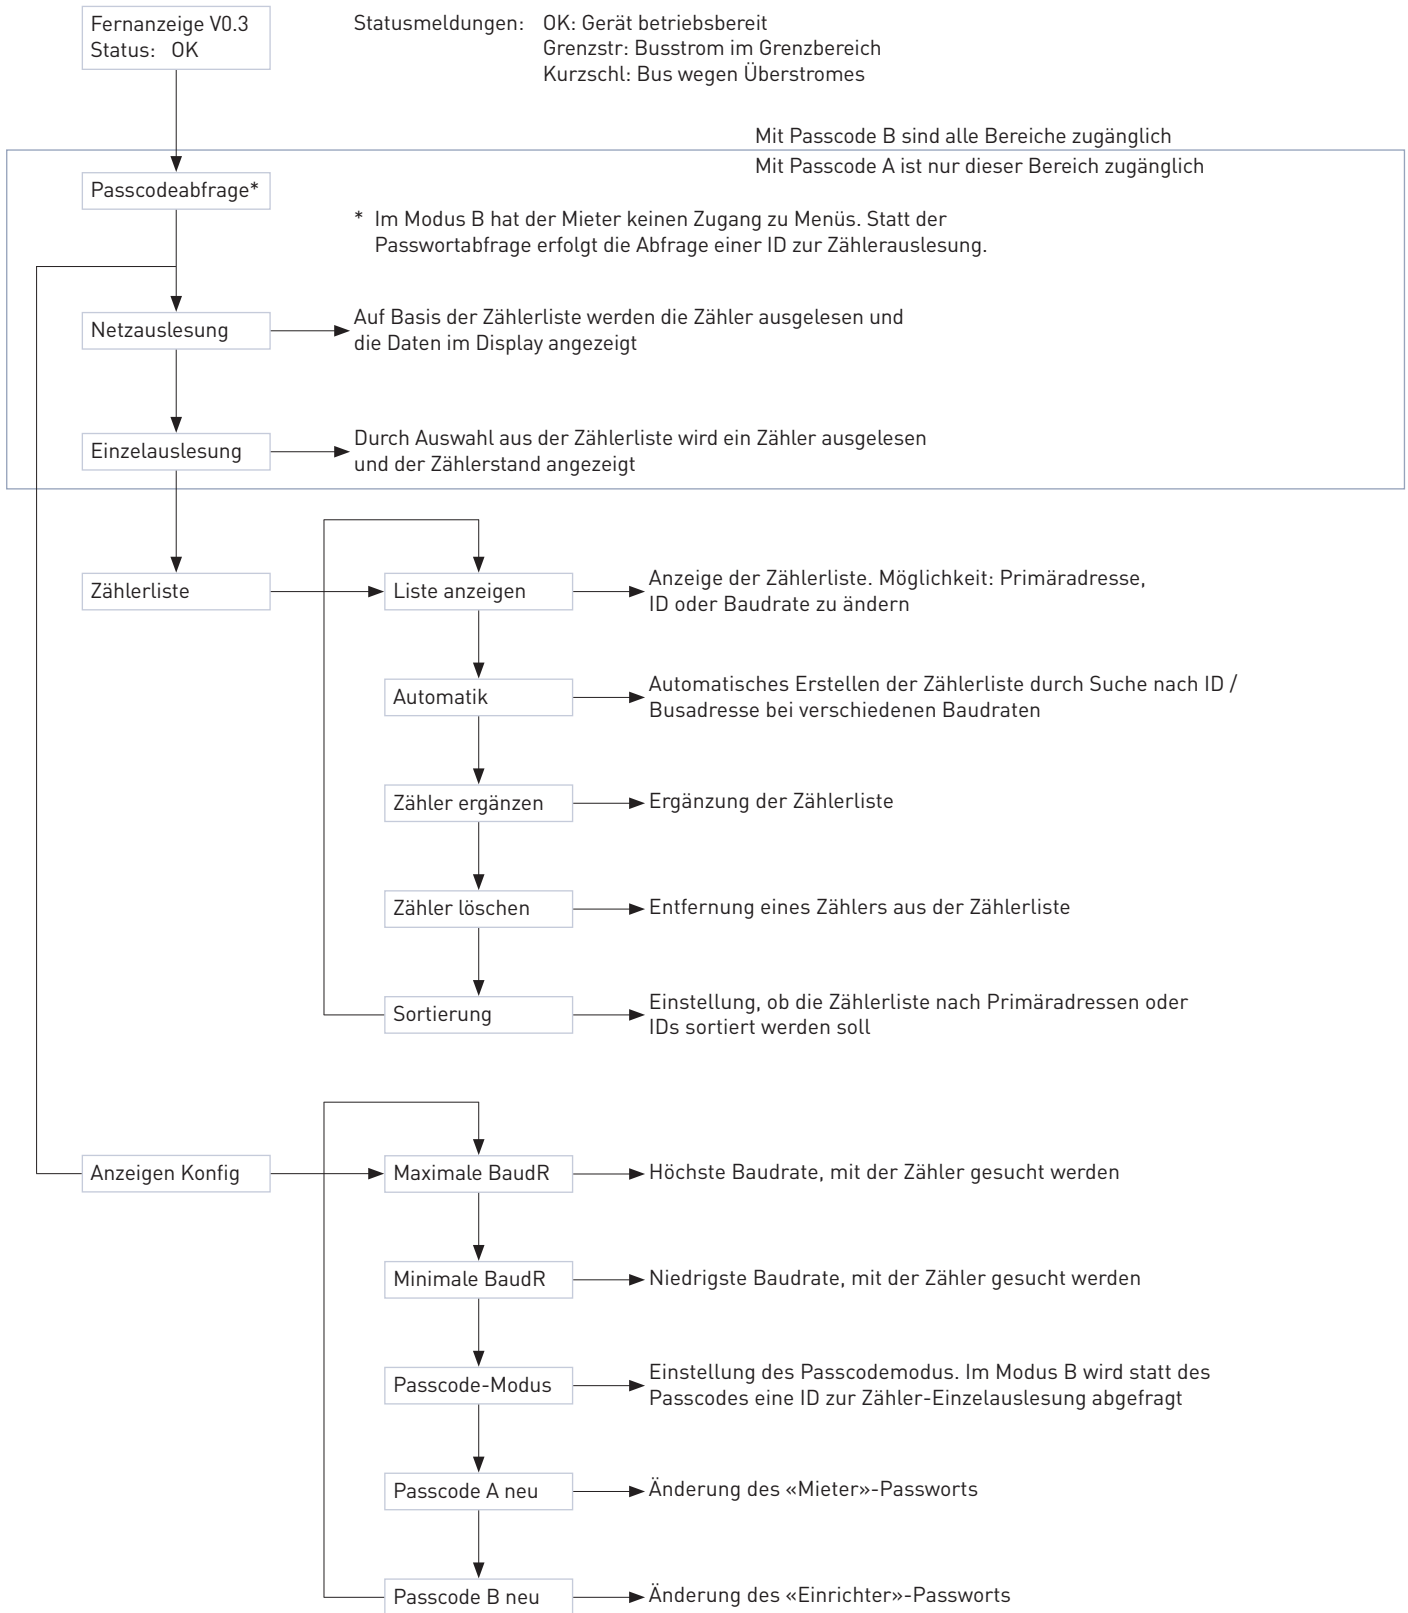 Fernanzeige V0.3
Status: OK
Statusmeldungen: OK: Gerät betriebsbereit
Grenzstr: Busstrom im Grenzbereich
Kurzschl: Bus wegen Überstromes
Mit Passcode B sind alle Bereiche zugänglich
Mit Passcode A ist nur dieser Bereich zugänglich
Passcodeabfrage*
* Im Modus B hat der Mieter keinen Zugang zu Menüs. Statt der
Passwortabfrage erfolgt die Abfrage einer ID zur Zählerauslesung.
Netzauslesung
Auf Basis der Zählerliste werden die Zähler ausgelesen und
die Daten im Display angezeigt
Einzelauslesung
Durch Auswahl aus der Zählerliste wird ein Zähler ausgelesen
und der Zählerstand angezeigt
Zählerliste
Liste anzeigen
Anzeige der Zählerliste. Möglichkeit: Primäradresse,
ID oder Baudrate zu ändern
Automatik
Automatisches Erstellen der Zählerliste durch Suche nach ID /
Busadresse bei verschiedenen Baudraten
Zähler ergänzen
Ergänzung der Zählerliste
Zähler löschen
Entfernung eines Zählers aus der Zählerliste
Sortierung
Einstellung, ob die Zählerliste nach Primäradressen oder
IDs sortiert werden soll
Anzeigen Konfig
Maximale BaudR
Höchste Baudrate, mit der Zähler gesucht werden
Minimale BaudR
Niedrigste Baudrate, mit der Zähler gesucht werden
Passcode-Modus
Einstellung des Passcodemodus. Im Modus B wird statt des
Passcodes eine ID zur Zähler-Einzelauslesung abgefragt
Passcode A neu
Änderung des «Mieter»-Passworts
Passcode B neu
Änderung des «Einrichter»-Passworts